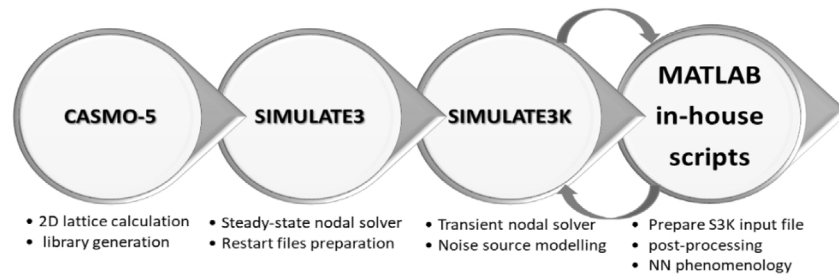 CASMO-5
SIMULATE3
SIMULATE3K
MATLAB
in-house
scripts
• 2D lattice calculation
• library generation
• Steady-state nodal solver
• Restart files preparation
• Transient nodal solver
• Noise source modelling
• Prepare S3K input file
• post-processing
• NN phenomenology